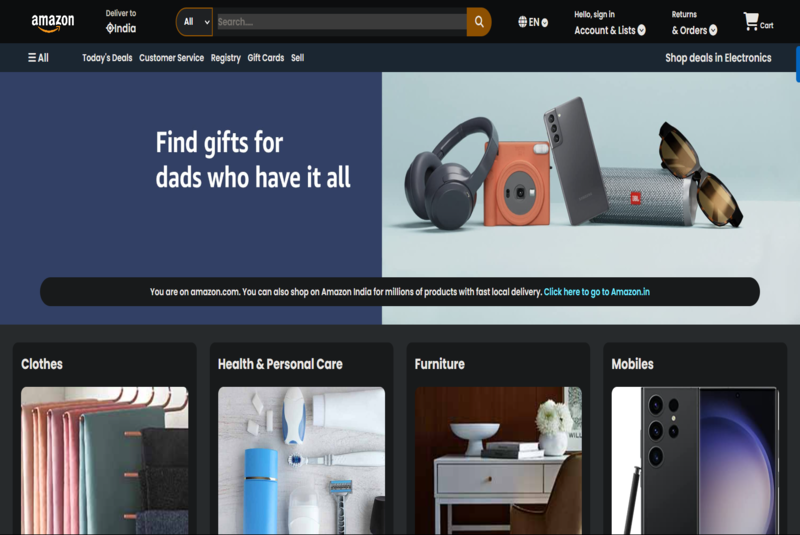 amazon
Deliver to
India
All
Search....
EN
Hello, sign in
Account & Lists
Returns
& Orders
Cart
All
Today's Deals
Customer Service
Registry
Gift Cards
Sell
Shop deals in Electronics
Find gifts for
dads who have it all
JBL
You are on amazon.com. You can also shop on Amazon India for millions of products with fast local delivery. Click here to go to Amazon.in
Clothes
Health & Personal Care
Furniture
Mobiles
WILL